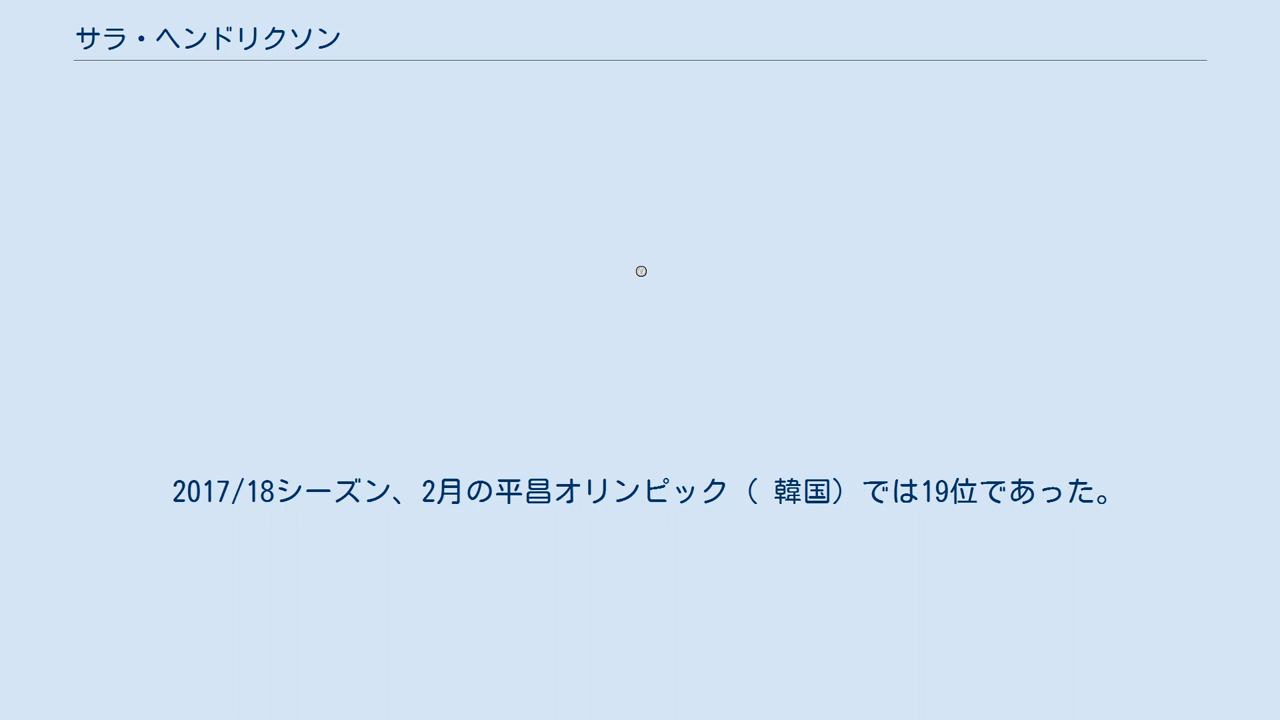 サラ・ヘンドリクソン
2017/18シーズン、2月の平昌オリンピック（ 韓国）では19位であった。